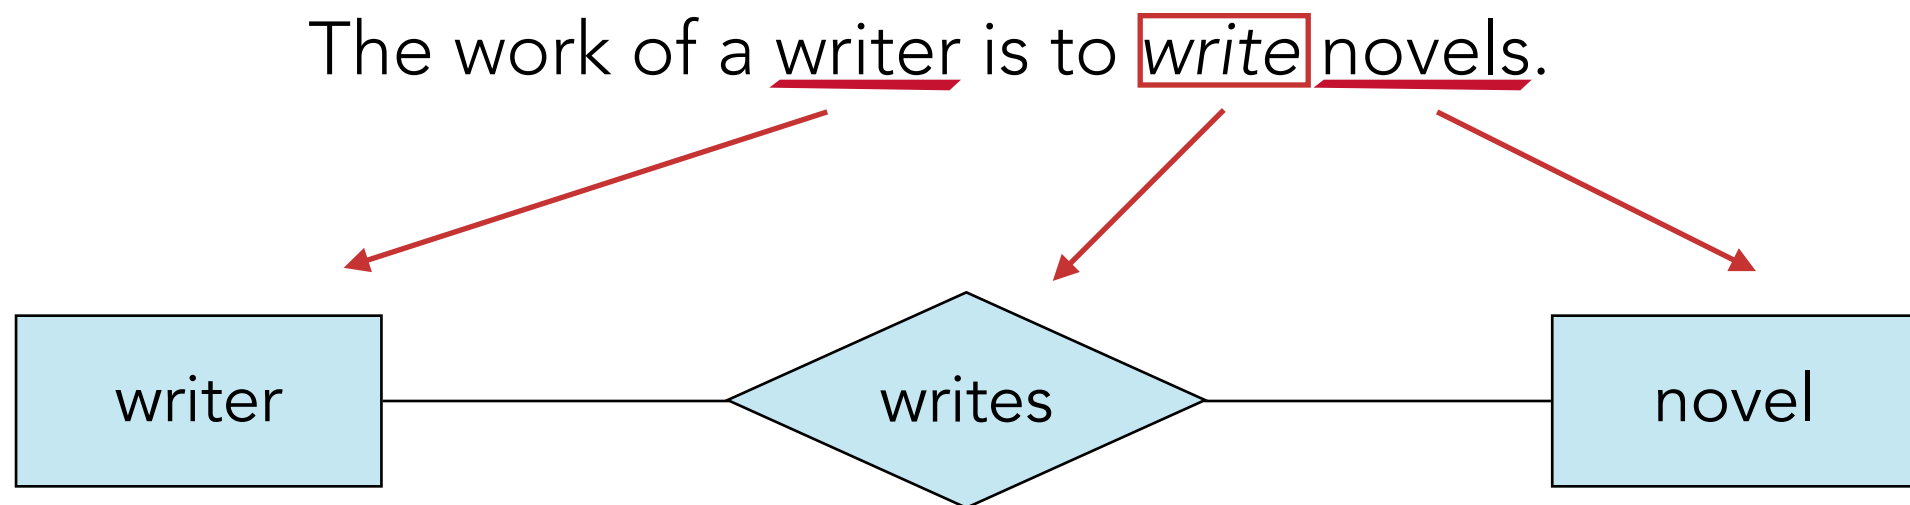 The work of a writer is to write novels.
writer writes novel